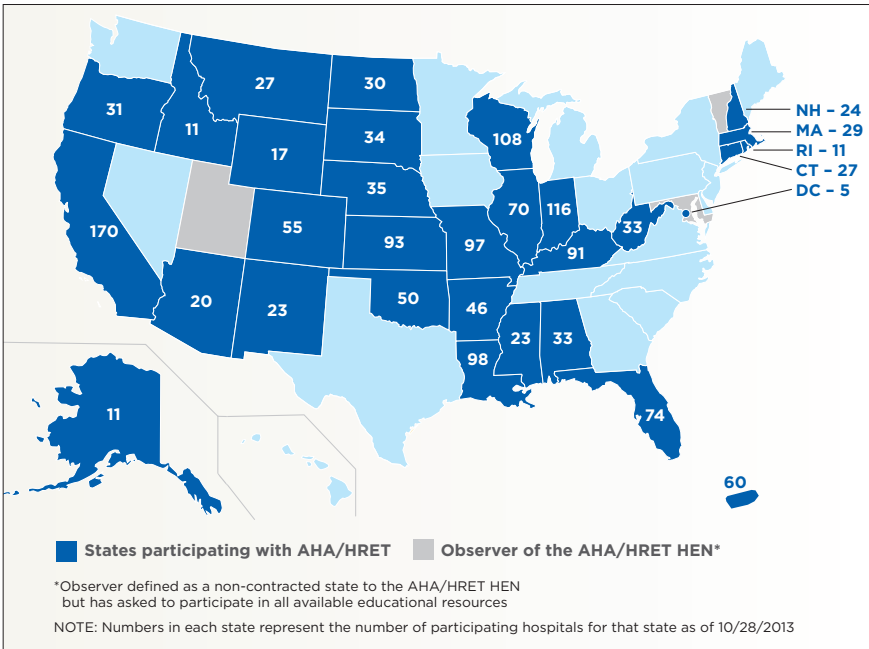 27
30
31
11
17
34
108
NH – 24
MA – 29
RI – 11
CT – 27
DC – 5
35
70
116
170
55
93
97
33
91
20
23
50
46
23
33
98
74
11
60
States participating with AHA/HRET
Observer of the AHA/HRET HEN*
*Observer defined as a non-contracted state to the AHA/HRET HEN
but has asked to participate in all available educational resources
NOTE: Numbers in each state represent the number of participating hospitals for that state as of 10/28/2013